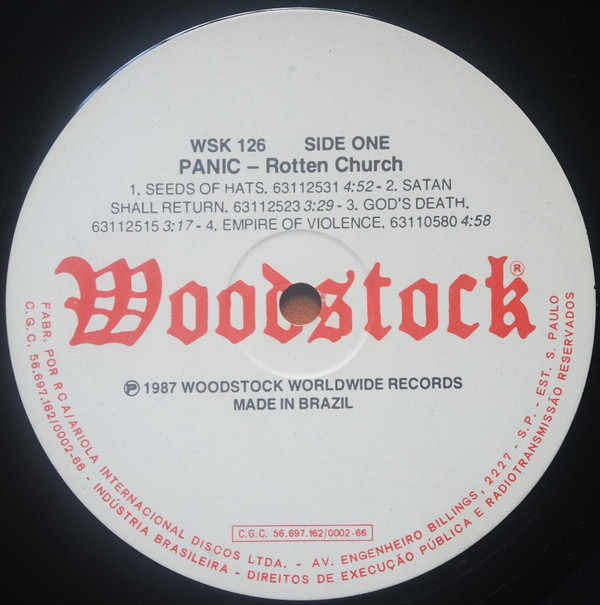 WSK 126 SIDE ONE
PANIC – Rotten Church
1. SEEDS OF HATS. 63112531 4:52 - 2. SATAN
SHALL RETURN. 63112523 3:29 - 3. GOD'S DEATH.
63112515 3:17 - 4. EMPIRE OF VIOLENCE. 63110580 4:58
Woodstock®
℗ 1987 WOODSTOCK WORLDWIDE RECORDS
MADE IN BRAZIL
C.G.C. 56.697.162/0002-66
FABR. POR RCA/ARIOLA INTERNACIONAL DISCOS LTDA. - AV. ENGENHEIRO BILLINGS, 2227 - S.P. - EST. S. PAULO
C.G.C. 56.697.162/0002-66 - INDÚSTRIA BRASILEIRA - DIREITOS DE EXECUÇÃO PÚBLICA E RADIOTRANSMISSÃO RESERVADOS